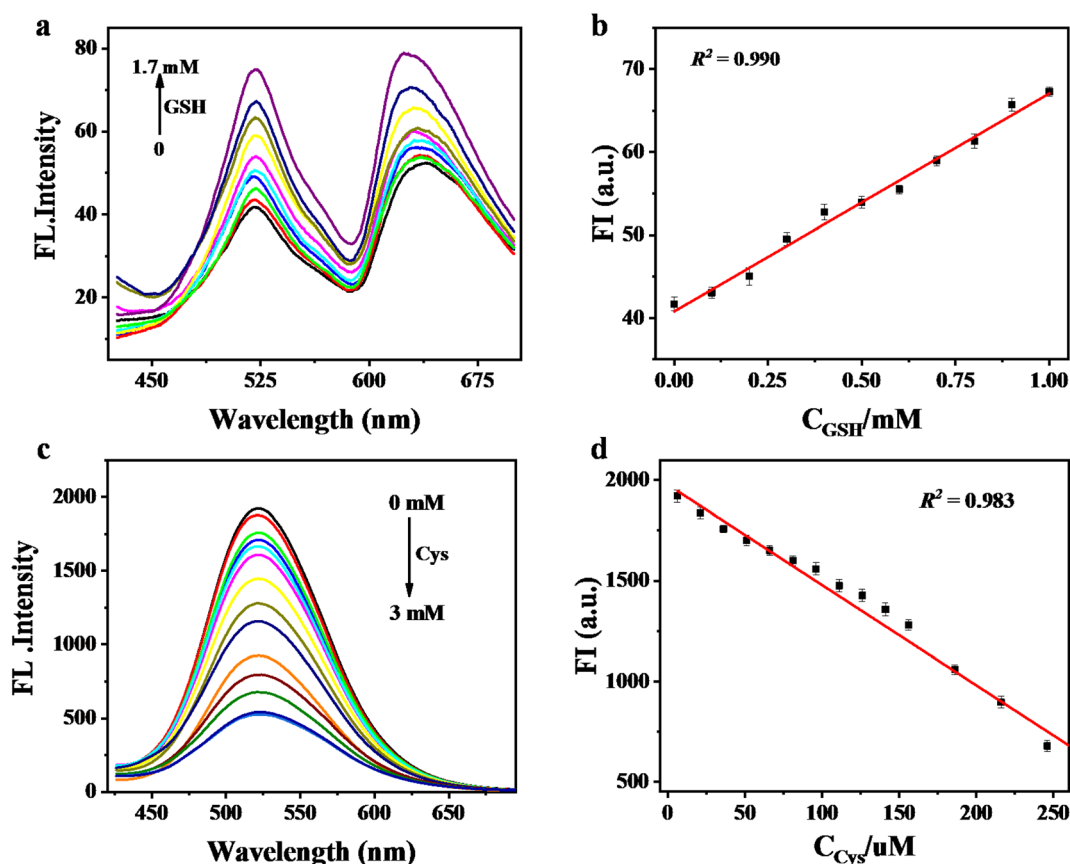 a
80
60
40
20
FL.Intensity
1.7 mM
GSH
0
450 525 600 675
Wavelength (nm)
b
R² = 0.990
70
60
50
40
FI (a.u.)
0.00 0.25 0.50 0.75 1.00
C_GSH/mM
c
2000
1500
1000
500
0
FL .Intensity
0 mM
Cys
3 mM
450 500 550 600 650
Wavelength (nm)
d
R² = 0.983
2000
1500
1000
500
FI (a.u.)
0 50 100 150 200 250
C_Cys/uM